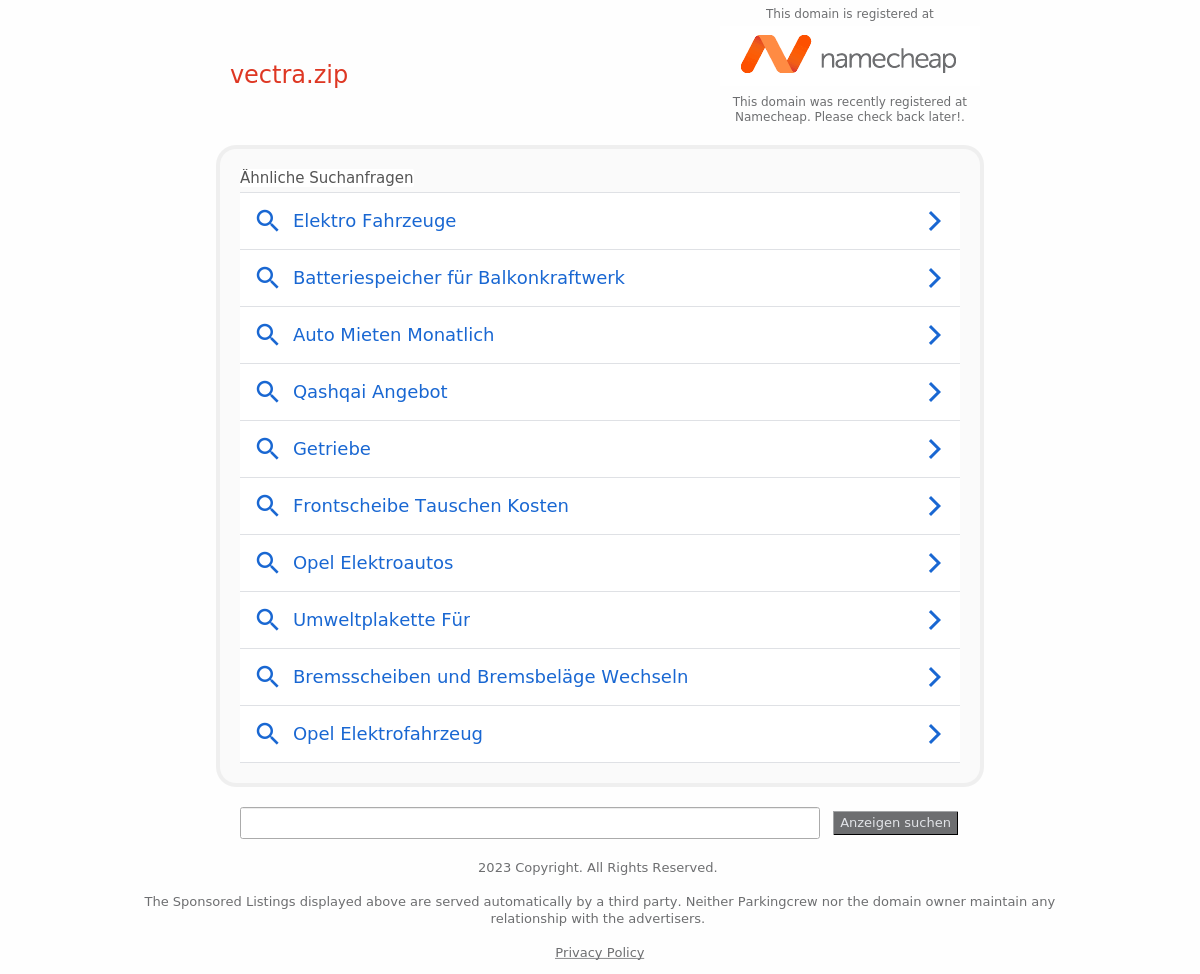 This domain is registered at
namecheap
vectra.zip
This domain was recently registered at
Namecheap. Please check back later!.
Ähnliche Suchanfragen
Elektro Fahrzeuge
Batteriespeicher für Balkonkraftwerk
Auto Mieten Monatlich
Qashqai Angebot
Getriebe
Frontscheibe Tauschen Kosten
Opel Elektroautos
Umweltplakette Für
Bremsscheiben und Bremsbeläge Wechseln
Opel Elektrofahrzeug
Anzeigen suchen
2023 Copyright. All Rights Reserved.
The Sponsored Listings displayed above are served automatically by a third party. Neither Parkingcrew nor the domain owner maintain any
relationship with the advertisers.
Privacy Policy